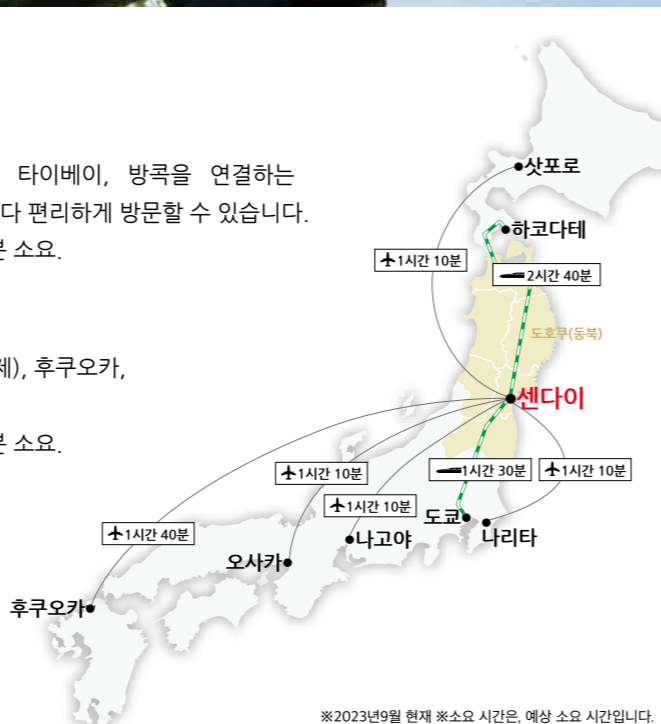 타이베이, 방콕을 연결하는
다 편리하게 방문할 수 있습니다.
분 소요.
제), 후쿠오카,
분 소요.
삿포로
하코다테
1시간 10분
2시간 40분
도호쿠(동북)
센다이
1시간 10분
1시간 30분
1시간 10분
1시간 10분
도쿄
나리타
1시간 40분
나고야
오사카
후쿠오카
※2023년9월 현재 ※소요 시간은, 예상 소요 시간입니다.